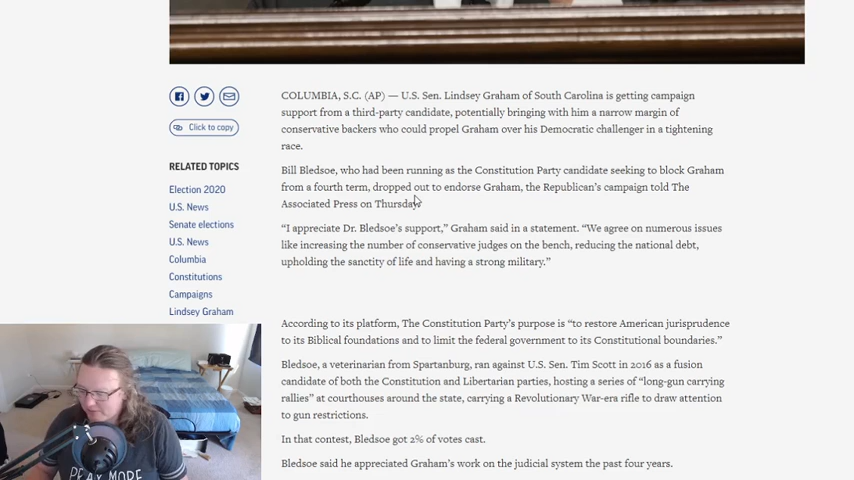 COLUMBIA, S.C. (AP) — U.S. Sen. Lindsey Graham of South Carolina is getting campaign
support from a third-party candidate, potentially bringing with him a narrow margin of
conservative backers who could propel Graham over his Democratic challenger in a tightening
race.
Bill Bledsoe, who had been running as the Constitution Party candidate seeking to block Graham
from a fourth term, dropped out to endorse Graham, the Republican’s campaign told The
Associated Press on Thursday.
“I appreciate Dr. Bledsoe’s support,” Graham said in a statement. “We agree on numerous issues
like increasing the number of conservative judges on the bench, reducing the national debt,
upholding the sanctity of life and having a strong military.”
According to its platform, The Constitution Party’s purpose is “to restore American jurisprudence
to its Biblical foundations and to limit the federal government to its Constitutional boundaries.”
Bledsoe, a veterinarian from Spartanburg, ran against U.S. Sen. Tim Scott in 2016 as a fusion
candidate of both the Constitution and Libertarian parties, hosting a series of “long-gun carrying
rallies” at courthouses around the state, carrying a Revolutionary War-era rifle to draw attention
to gun restrictions.
In that contest, Bledsoe got 2% of votes cast.
Bledsoe said he appreciated Graham’s work on the judicial system the past four years.
Click to copy
RELATED TOPICS
Election 2020
U.S. News
Senate elections
U.S. News
Columbia
Constitutions
Campaigns
Lindsey Graham
MORE